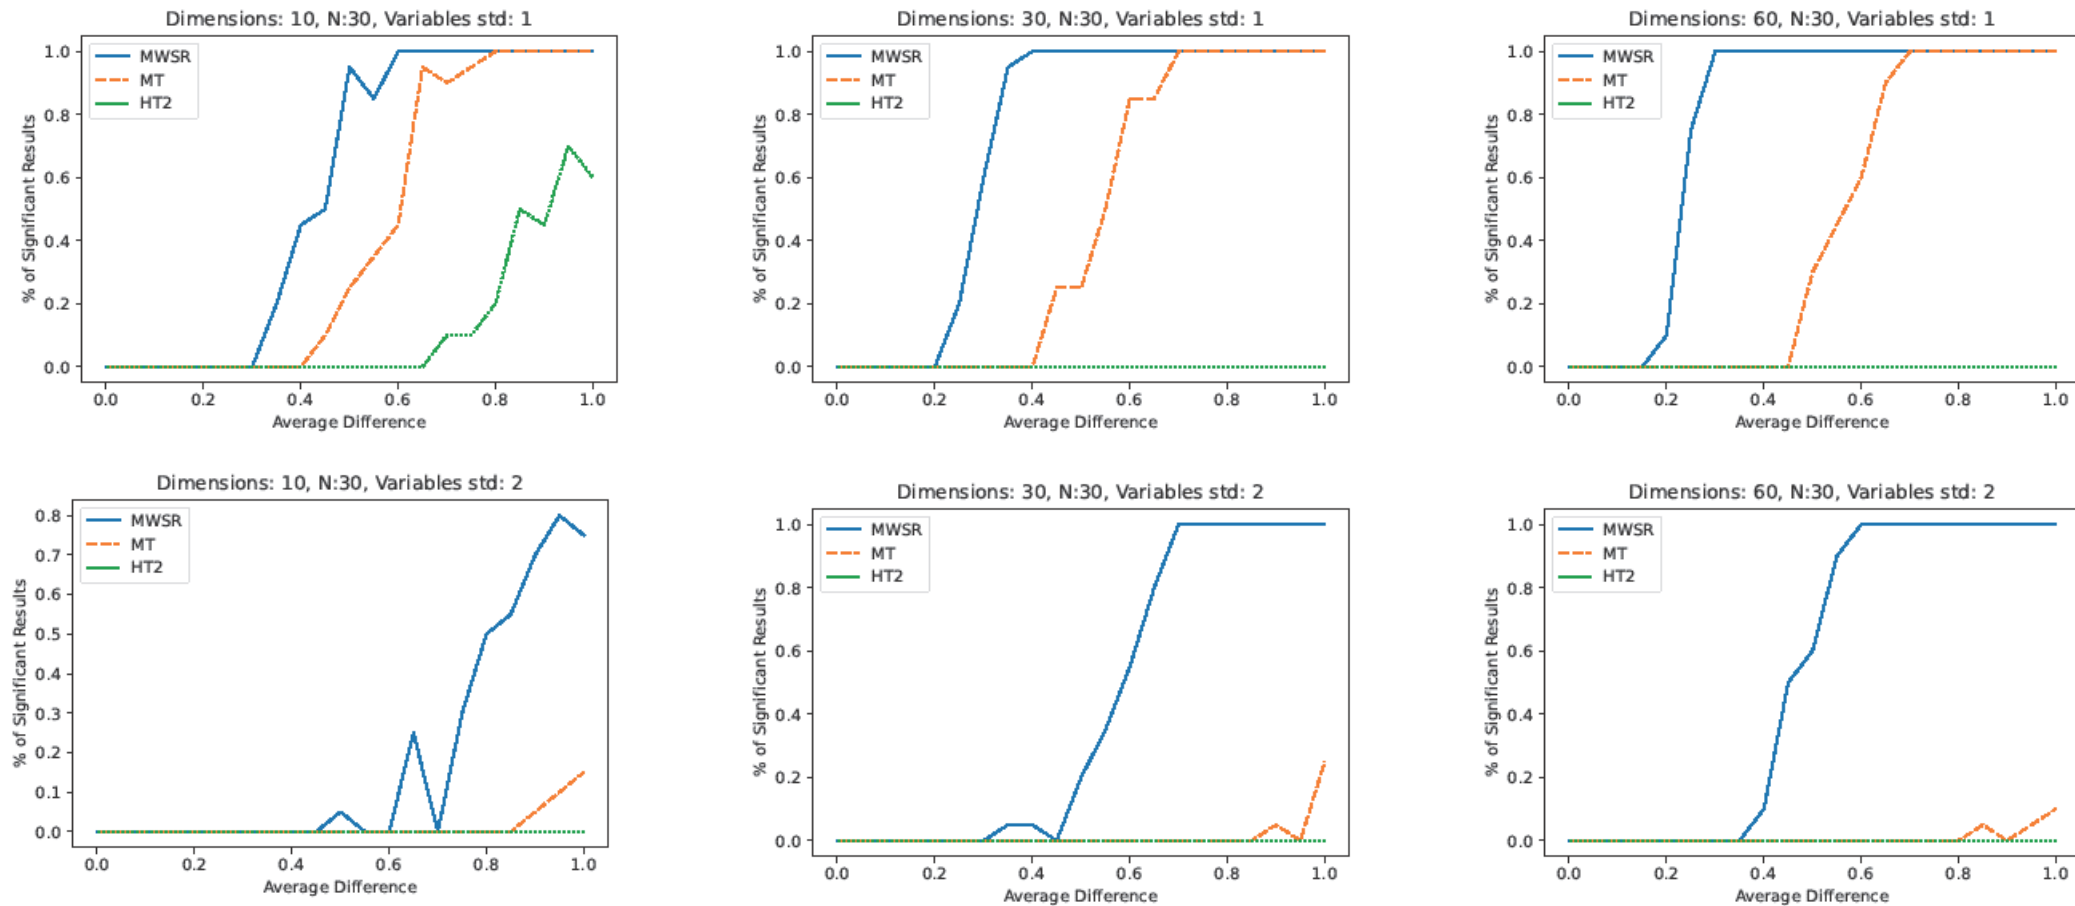 Dimensions: 10, N:30, Variables std: 1
MWSR
MT
HT2
% of Significant Results
1.0
0.8
0.6
0.4
0.2
0.0
0.0 0.2 0.4 0.6 0.8 1.0
Average Difference
Dimensions: 30, N:30, Variables std: 1
MWSR
MT
HT2
% of Significant Results
1.0
0.8
0.6
0.4
0.2
0.0
0.0 0.2 0.4 0.6 0.8 1.0
Average Difference
Dimensions: 60, N:30, Variables std: 1
MWSR
MT
HT2
% of Significant Results
1.0
0.8
0.6
0.4
0.2
0.0
0.0 0.2 0.4 0.6 0.8 1.0
Average Difference
Dimensions: 10, N:30, Variables std: 2
MWSR
MT
HT2
% of Significant Results
0.8
0.7
0.6
0.5
0.4
0.3
0.2
0.1
0.0
0.0 0.2 0.4 0.6 0.8 1.0
Average Difference
Dimensions: 30, N:30, Variables std: 2
MWSR
MT
HT2
% of Significant Results
1.0
0.8
0.6
0.4
0.2
0.0
0.0 0.2 0.4 0.6 0.8 1.0
Average Difference
Dimensions: 60, N:30, Variables std: 2
MWSR
MT
HT2
% of Significant Results
1.0
0.8
0.6
0.4
0.2
0.0
0.0 0.2 0.4 0.6 0.8 1.0
Average Difference